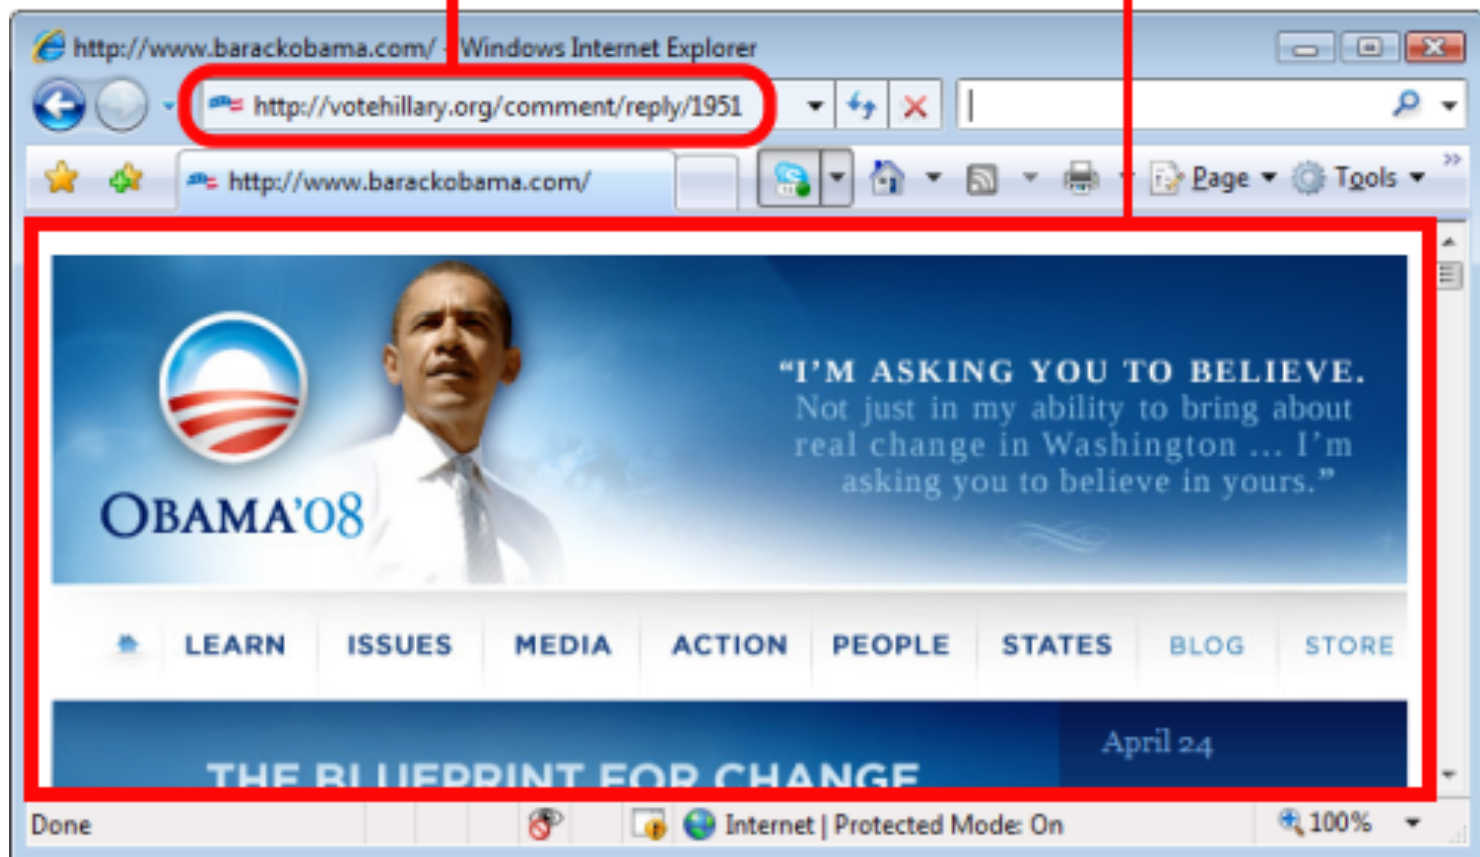 http://www.barackobama.com/ - Windows Internet Explorer
http://votehillary.org/comment/reply/1951
http://www.barackobama.com/
Page
Tools
“I’M ASKING YOU TO BELIEVE.
Not just in my ability to bring about
real change in Washington ... I’m
asking you to believe in yours.”
OBAMA’08
LEARN ISSUES MEDIA ACTION PEOPLE STATES BLOG STORE
April 24
THE BLUEPRINT FOR CHANGE
Done
Internet | Protected Mode: On
100%